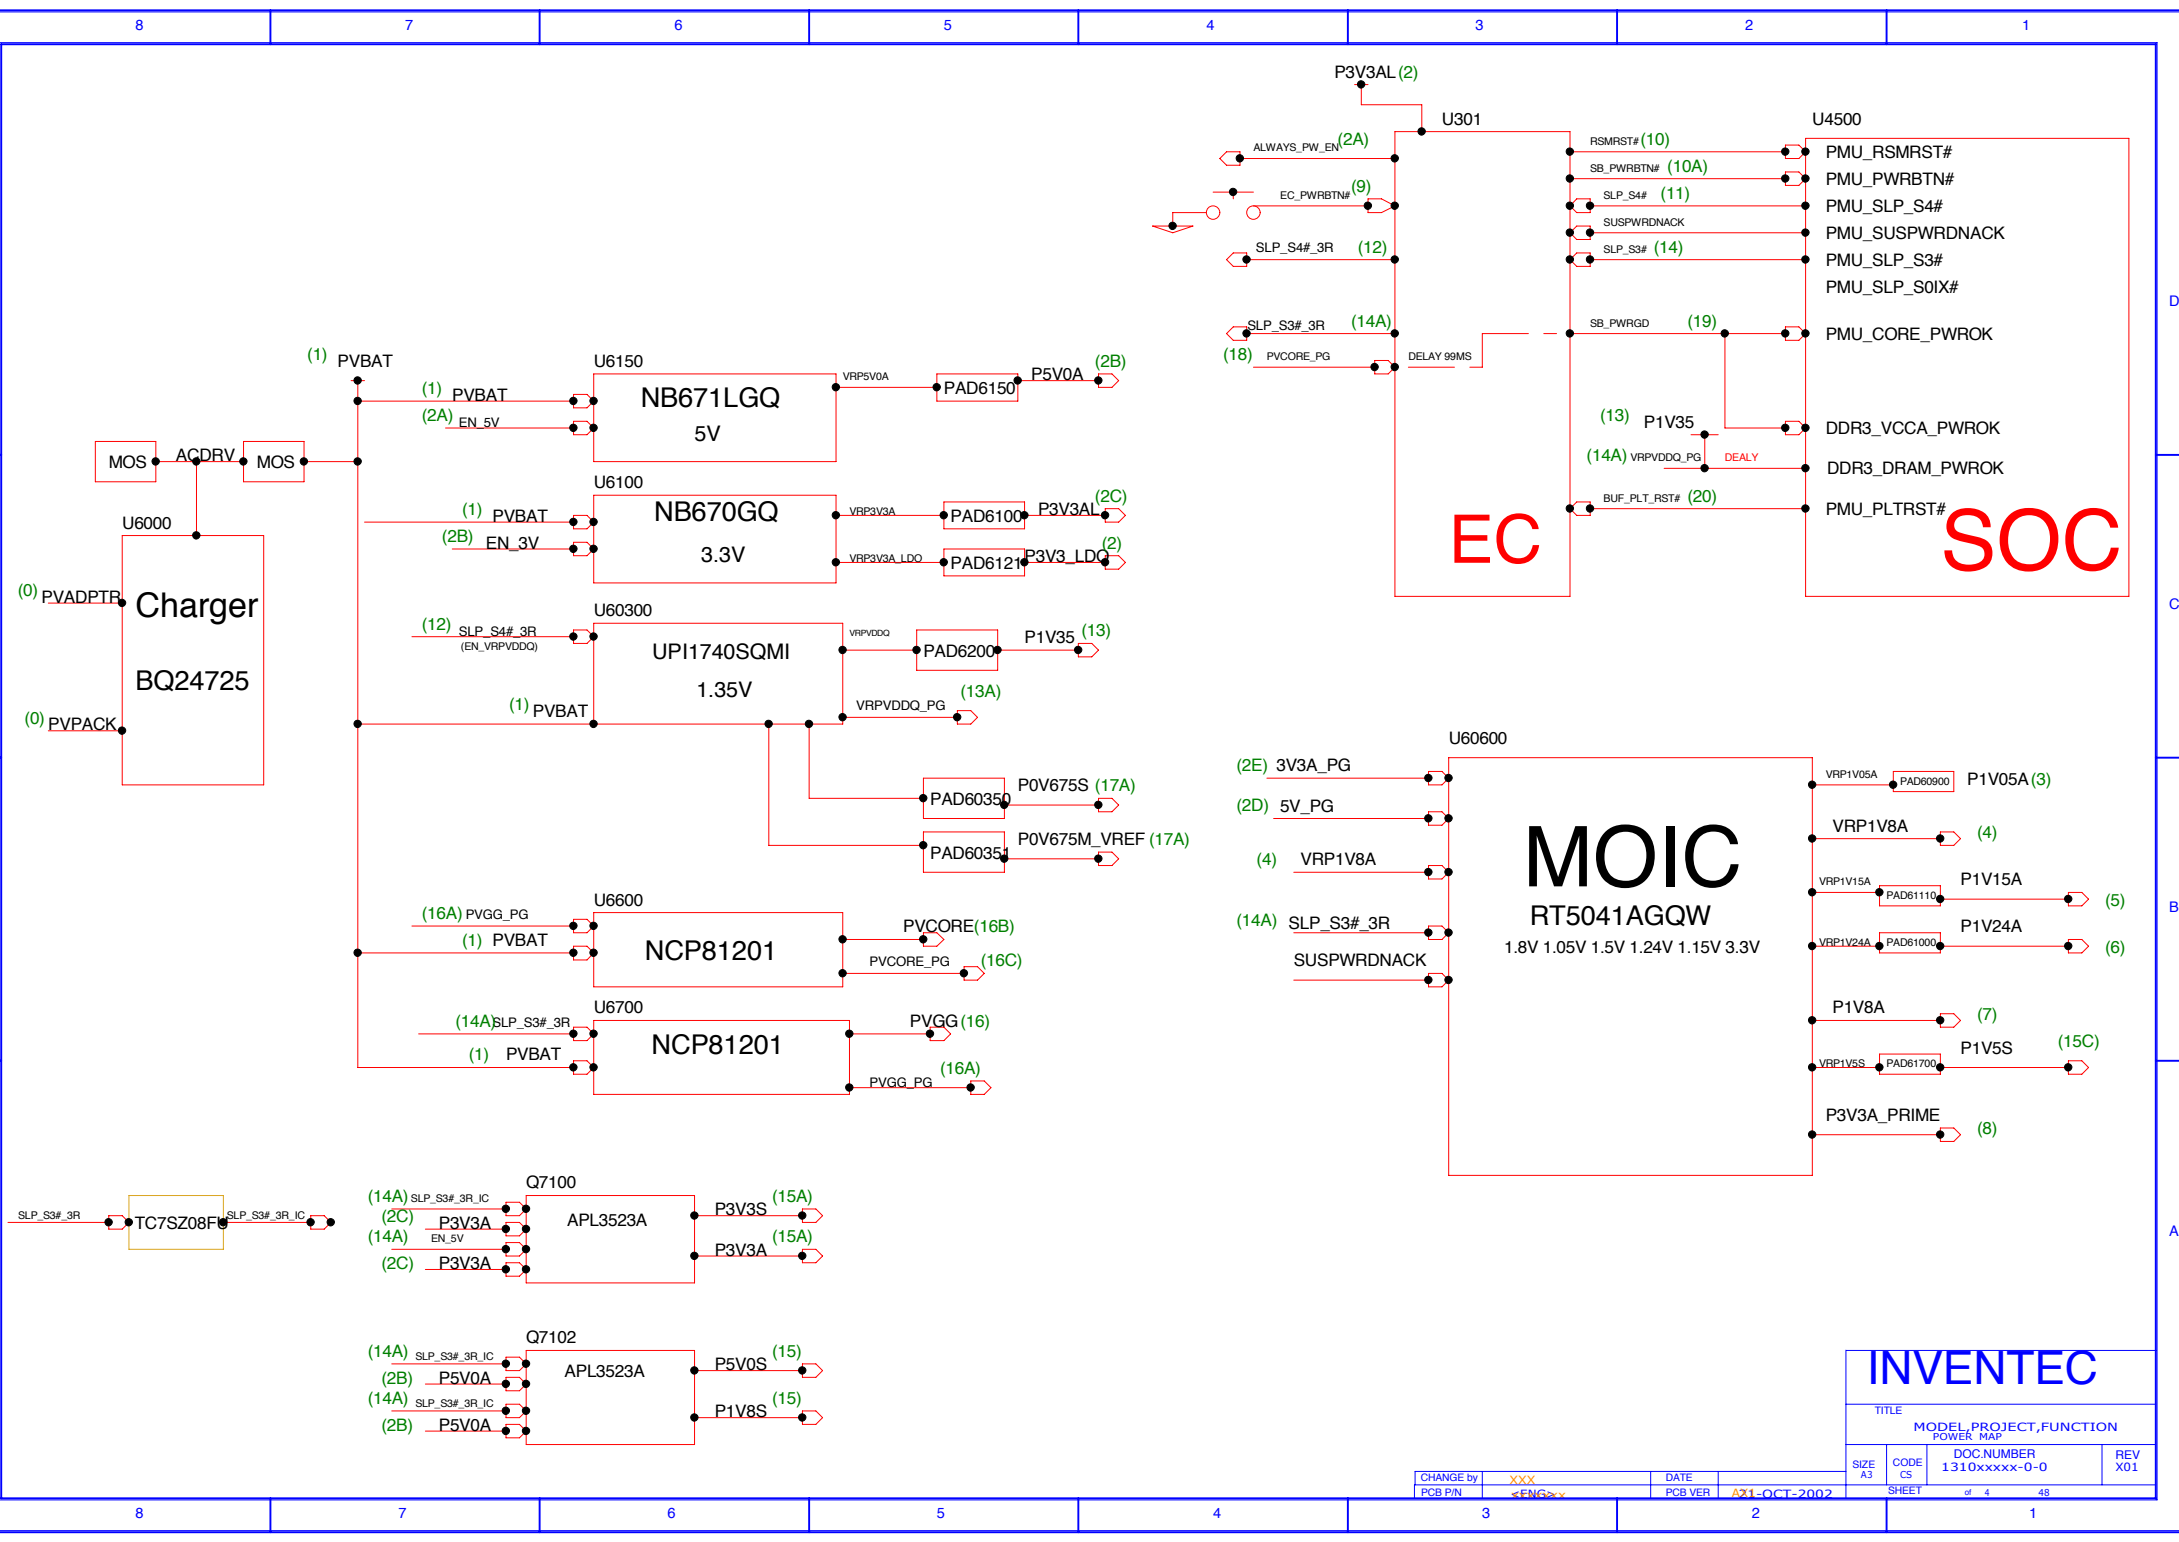 8 7 6 5 4 3 2 1
P3V3AL (2)
U301
U4500
ALWAYS_PW_EN (2A)
EC_PWRBTN# (9)
SLP_S4#_3R (12)
SLP_S3#_3R (14A)
(18) PVCORE_PG
DELAY 99MS
EC
RSMRST# (10)
SB_PWRBTN# (10A)
SLP_S4# (11)
SUSPWRDNACK
SLP_S3# (14)
SB_PWRGD (19)
(13) P1V35
(14A) VRPVDDQ_PG DEALY
BUF_PLT_RST# (20)
PMU_RSMRST#
PMU_PWRBTN#
PMU_SLP_S4#
PMU_SUSPWRDNACK
PMU_SLP_S3#
PMU_SLP_S0IX#
PMU_CORE_PWROK
DDR3_VCCA_PWROK
DDR3_DRAM_PWROK
PMU_PLTRST#
SOC
D
C
B
A
(1) PVBAT
MOS ACDRV MOS
U6000
Charger
BQ24725
(0) PVADPTR
(0) PVPACK
U6150
(1) PVBAT
(2A) EN_5V
NB671LGQ
5V
VRP5V0A PAD6150 P5V0A (2B)
U6100
(1) PVBAT
(2B) EN_3V
NB670GQ
3.3V
VRP3V3A PAD6100 P3V3AL (2C)
VRP3V3A_LDO PAD6121 P3V3_LDO (2)
U60300
(12) SLP_S4#_3R
(EN_VRPVDDQ)
(1) PVBAT
UPI1740SQMI
1.35V
VRPVDDQ PAD6200 P1V35 (13)
VRPVDDQ_PG (13A)
PAD60350 P0V675S (17A)
PAD60351 P0V675M_VREF (17A)
U6600
(16A) PVGG_PG
(1) PVBAT
NCP81201
PVCORE (16B)
PVCORE_PG (16C)
U6700
(14A) SLP_S3#_3R
(1) PVBAT
NCP81201
PVGG (16)
PVGG_PG (16A)
U60600
(2E) 3V3A_PG
(2D) 5V_PG
(4) VRP1V8A
(14A) SLP_S3#_3R
SUSPWRDNACK
MOIC
RT5041AGQW
1.8V 1.05V 1.5V 1.24V 1.15V 3.3V
VRP1V05A PAD60900 P1V05A (3)
VRP1V8A (4)
VRP1V15A PAD61110 P1V15A (5)
VRP1V24A PAD61000 P1V24A (6)
P1V8A (7)
VRP1V5S PAD61700 P1V5S (15C)
P3V3A_PRIME (8)
SLP_S3#_3R TC7SZ08FU SLP_S3#_3R_IC
Q7100
(14A) SLP_S3#_3R_IC
(2C) P3V3A
(14A) EN_5V
(2C) P3V3A
APL3523A
P3V3S (15A)
P3V3A (15A)
Q7102
(14A) SLP_S3#_3R_IC
(2B) P5V0A
(14A) SLP_S3#_3R_IC
(2B) P5V0A
APL3523A
P5V0S (15)
P1V8S (15)
INVENTEC
TITLE
MODEL,PROJECT,FUNCTION
POWER MAP
SIZE A3
CODE CS
DOC.NUMBER
1310xxxxx-0-0
REV X01
CHANGE by XXX DATE 21-OCT-2002
PCB P/N PCB VER
SHEET of 4 48
8 7 6 5 4 3 2 1